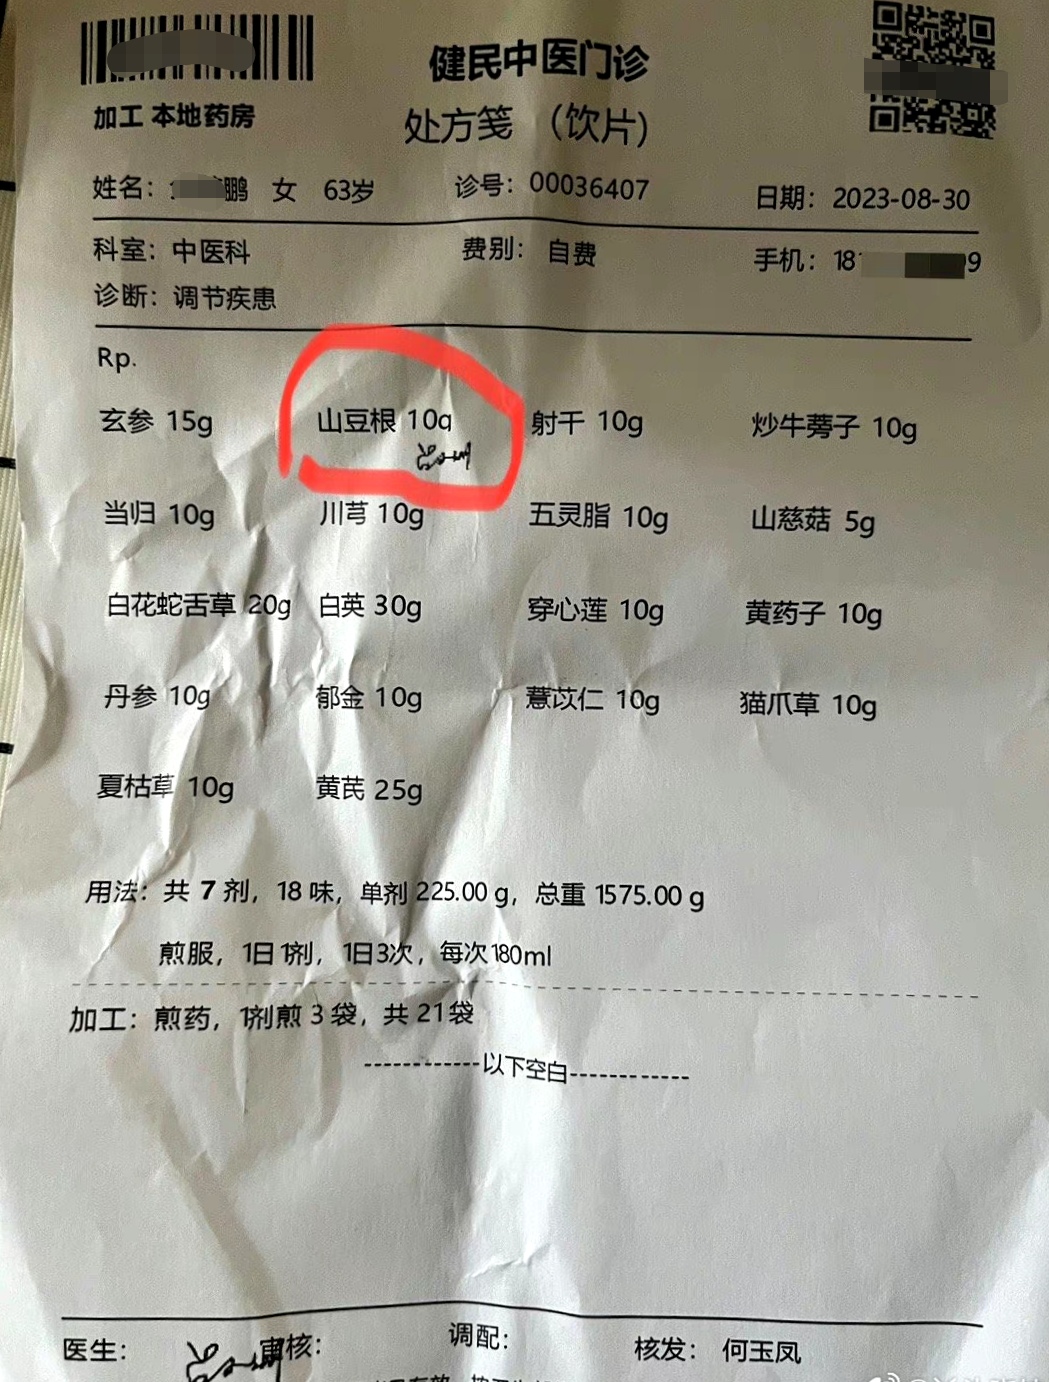 健民中医门诊
加工 本地药房
处方笺 （饮片）
姓名： 鹏 女 63岁 诊号：00036407 日期：2023-08-30
科室：中医科 费别：自费 手机：18 9
诊断：调节疾患
Rp.
玄参 15g 山豆根 10g 射干 10g 炒牛蒡子 10g
当归 10g 川芎 10g 五灵脂 10g 山慈菇 5g
白花蛇舌草 20g 白英 30g 穿心莲 10g 黄药子 10g
丹参 10g 郁金 10g 薏苡仁 10g 猫爪草 10g
夏枯草 10g 黄芪 25g
用法：共 7 剂，18 味，单剂 225.00 g，总重 1575.00 g
煎服，1日1剂，1日3次，每次180ml
加工：煎药，1剂煎 3 袋，共 21袋
------------以下空白------------
医生： 审核： 调配： 核发：何玉凤